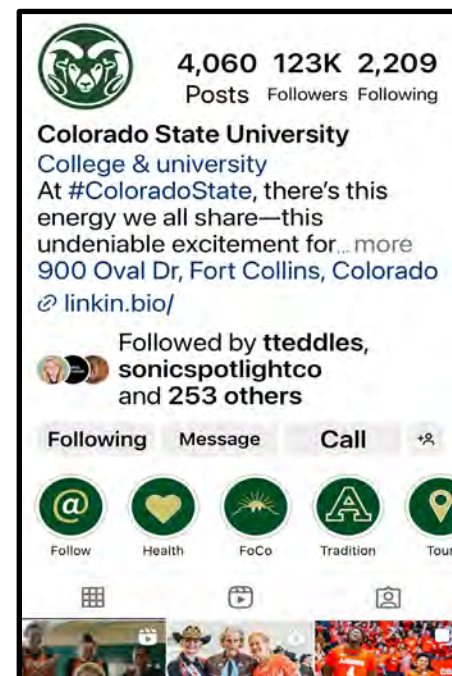 4,060 123K 2,209
Posts Followers Following
Colorado State University
College & university
At #ColoradoState, there’s this
energy we all share—this
undeniable excitement for... more
900 Oval Dr, Fort Collins, Colorado
linkin.bio/
Followed by tteddles,
sonicspotlightco
and 253 others
Following Message Call
@ A
Follow Health FoCo Tradition Tour
4